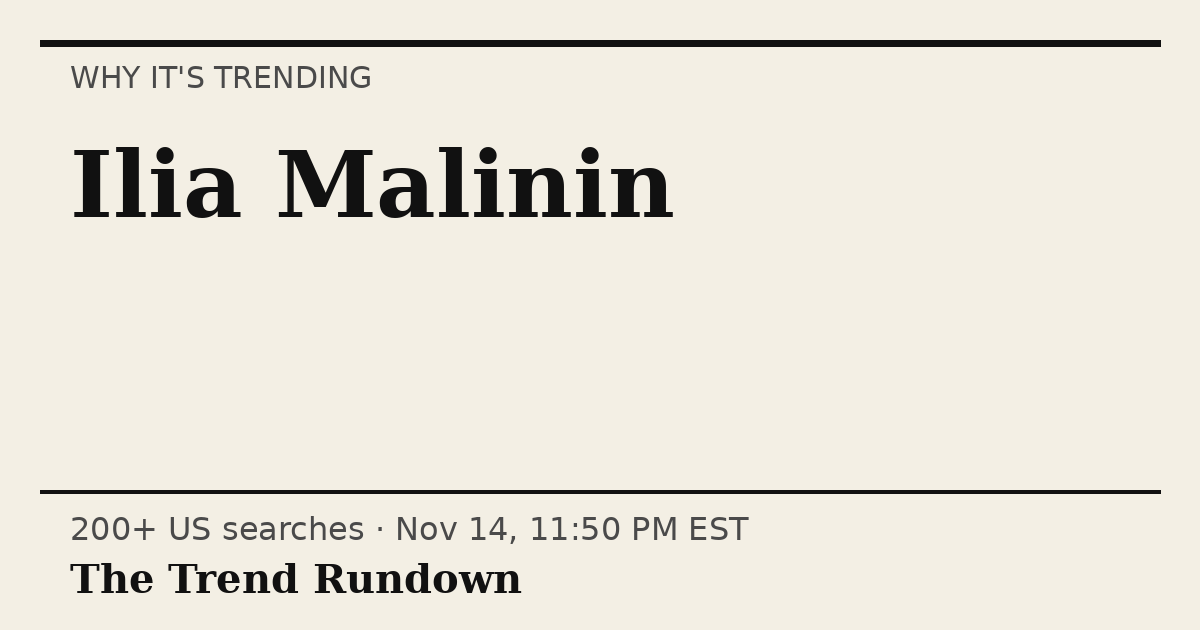 WHY IT'S TRENDING
Ilia Malinin
200+ US searches · Nov 14, 11:50 PM EST
The Trend Rundown